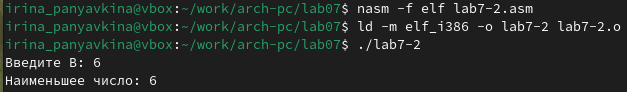 irina_panyavkina@vbox:~/work/arch-pc/lab07$ nasm -f elf lab7-2.asm
irina_panyavkina@vbox:~/work/arch-pc/lab07$ ld -m elf_i386 -o lab7-2 lab7-2.o
irina_panyavkina@vbox:~/work/arch-pc/lab07$ ./lab7-2
Введите В: 6
Наименьшее число: 6